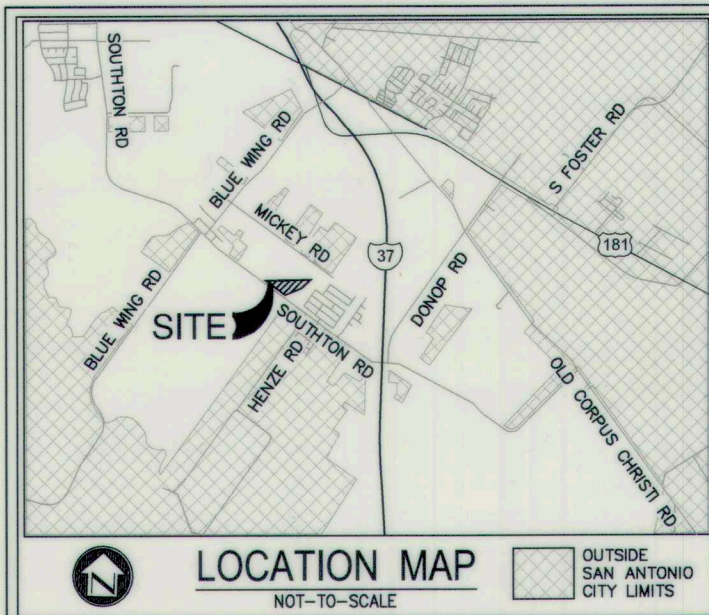 SOUTHTON RD
BLUE WING RD
MICKEY RD
S FOSTER RD
181
37
DONOP RD
BLUE WING RD
SITE
SOUTHTON RD
HENZE RD
OLD CORPUS CHRISTI RD
N
LOCATION MAP
NOT-TO-SCALE
OUTSIDE
SAN ANTONIO
CITY LIMITS